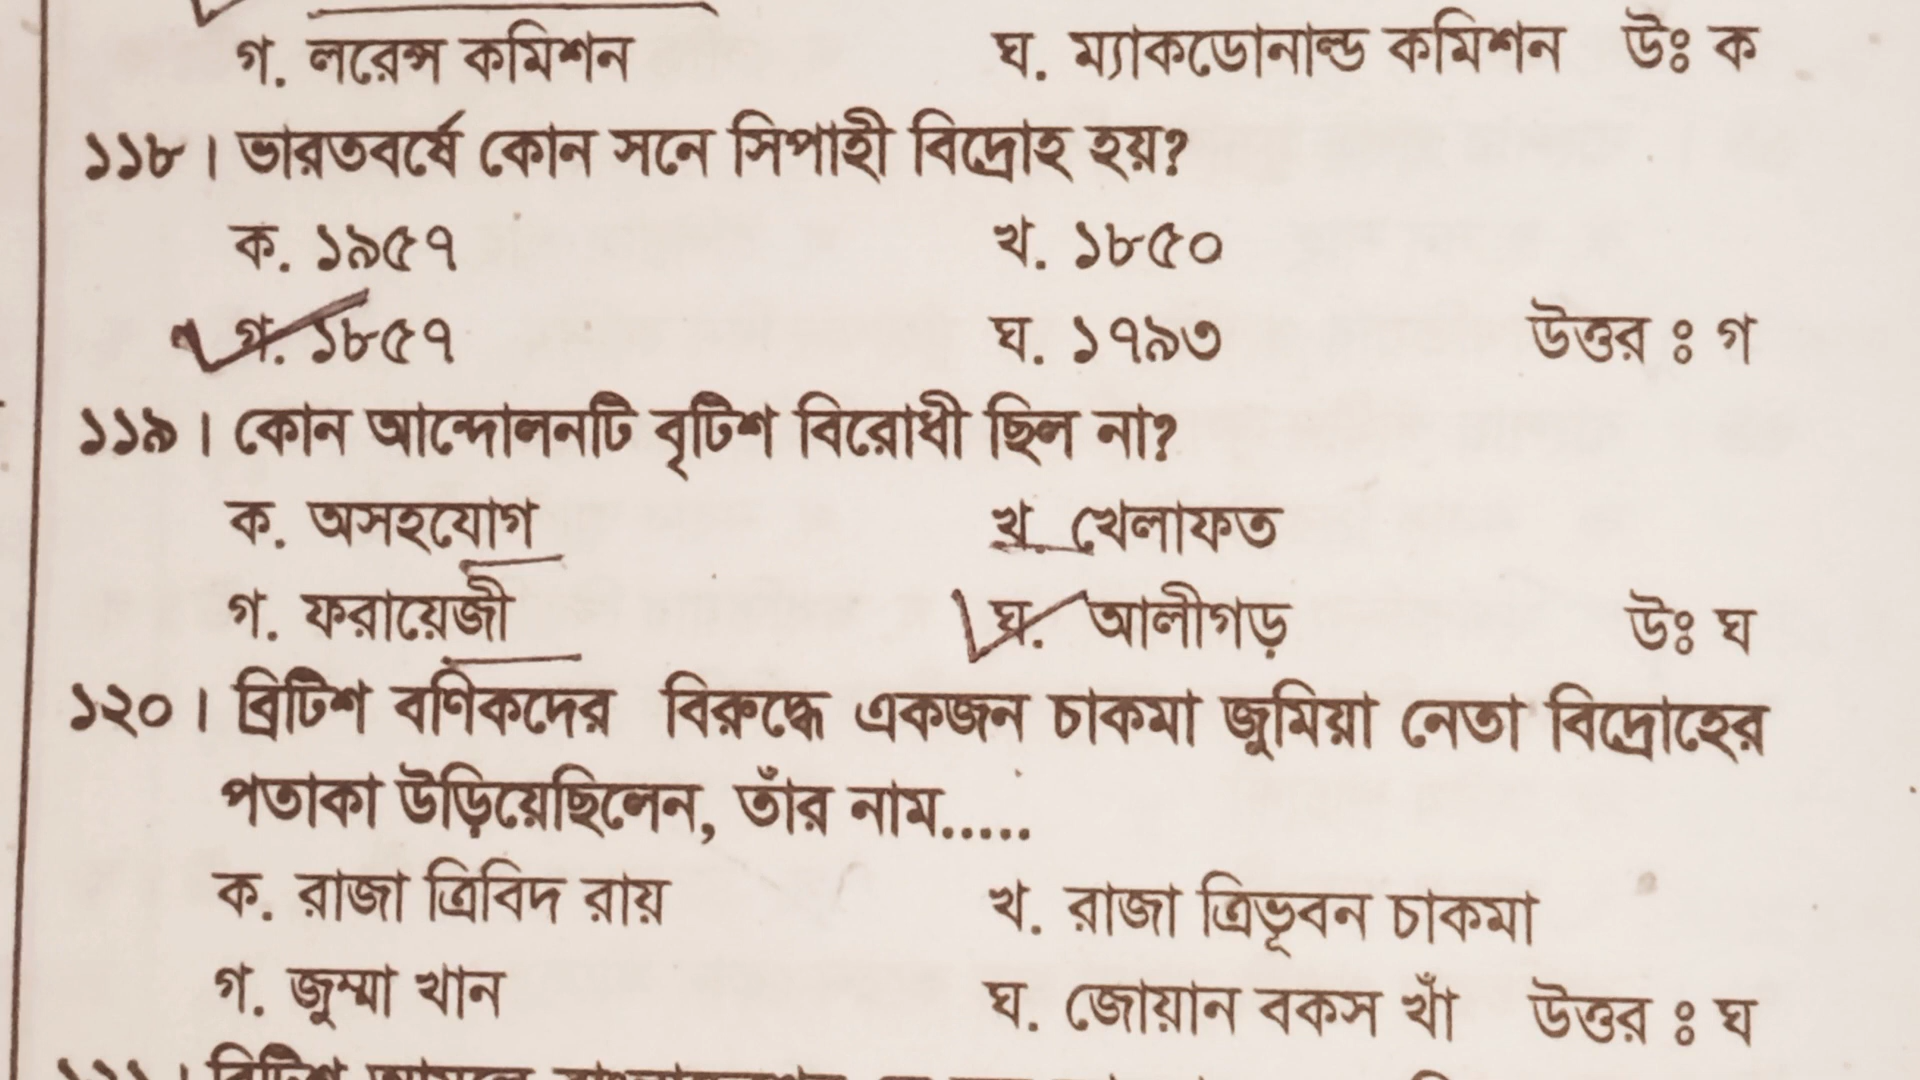 গ. লরেন্স কমিশন ঘ. ম্যাকডোনাল্ড কমিশন উঃ ক
১১৮। ভারতবর্ষে কোন সনে সিপাহী বিদ্রোহ হয়?
ক. ১৯৫৭ খ. ১৮৫০
গ. ১৮৫৭ ঘ. ১৭৯৩ উত্তর ঃ গ
১১৯। কোন আন্দোলনটি বৃটিশ বিরোধী ছিল না?
ক. অসহযোগ খ. খেলাফত
গ. ফরায়েজী ঘ. আলীগড় উঃ ঘ
১২০। ব্রিটিশ বণিকদের বিরুদ্ধে একজন চাকমা জুমিয়া নেতা বিদ্রোহের
পতাকা উড়িয়েছিলেন, তাঁর নাম.....
ক. রাজা ত্রিবিদ রায় খ. রাজা ত্রিভূবন চাকমা
গ. জুম্মা খান ঘ. জোয়ান বকস খাঁ উত্তর ঃ ঘ